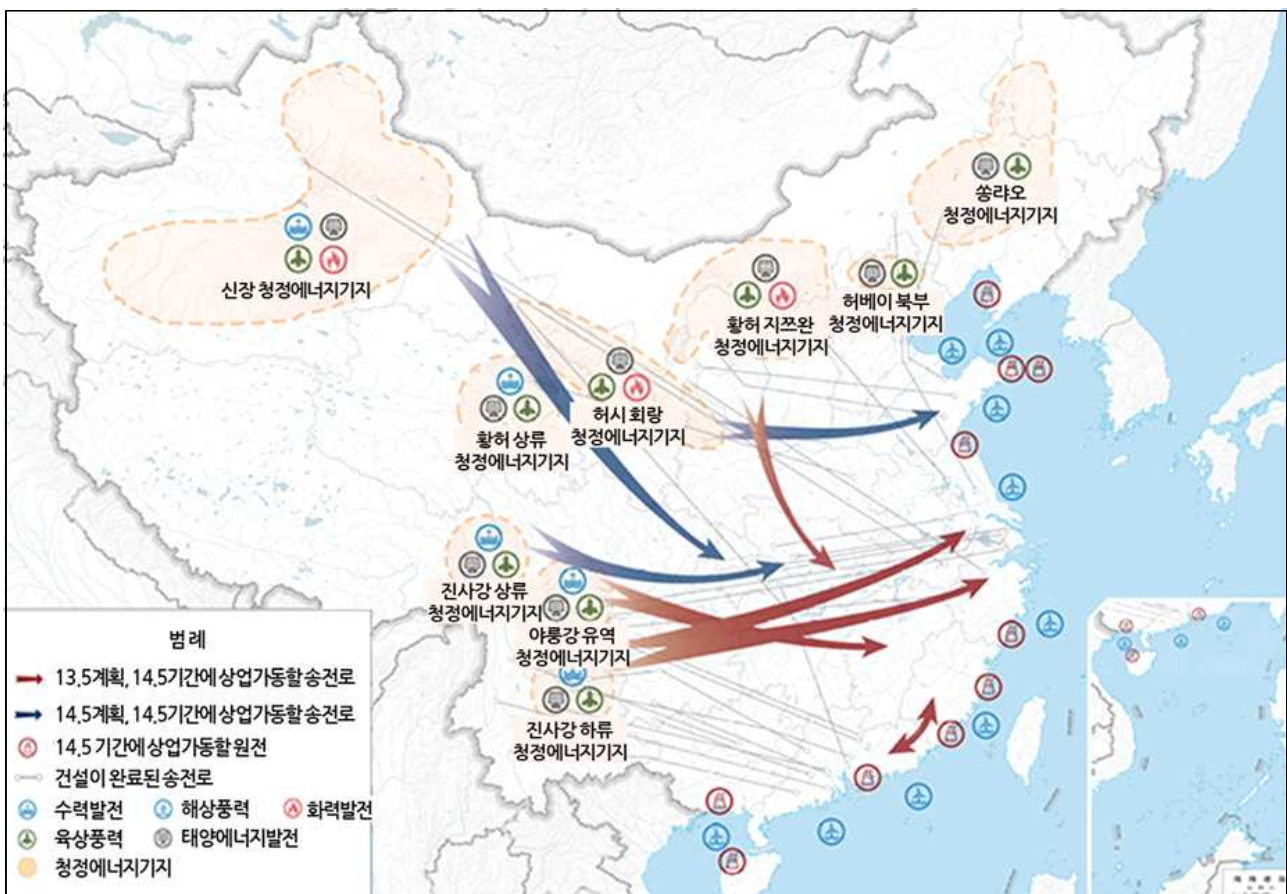 쏭랴오
청정에너지기지
신장 청정에너지기지
허베이 북부
청정에너지기지
황허 지쯔완
청정에너지기지
황허 상류
청정에너지기지
허시 회랑
청정에너지기지
진사강 상류
청정에너지기지
야룽강 유역
청정에너지기지
진사강 하류
청정에너지기지
범례
13.5계획, 14.5기간에 상업가동할 송전로
14.5계획, 14.5기간에 상업가동할 송전로
14.5 기간에 상업가동할 원전
건설이 완료된 송전로
수력발전 해상풍력 화력발전
육상풍력 태양에너지발전
청정에너지기지